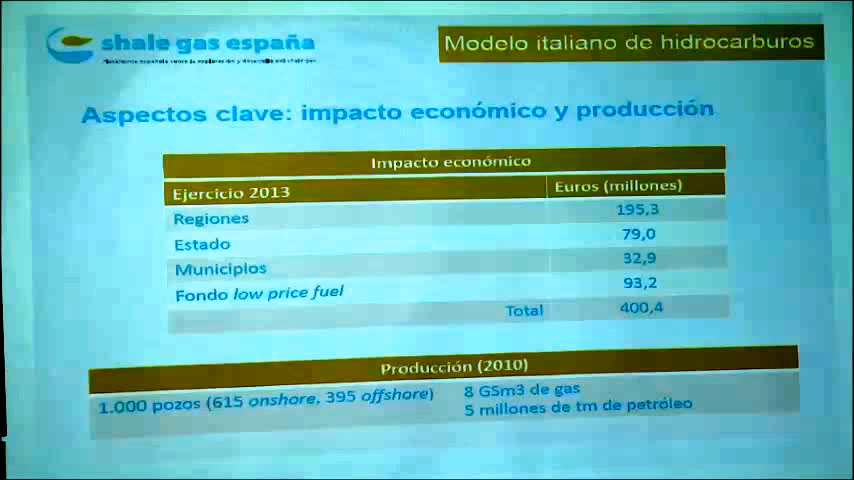 shale gas españa
Modelo italiano de hidrocarburos
Aspectos clave: impacto económico y producción
Impacto económico
Ejercicio 2013 Euros (millones)
Regiones 195,3
Estado 79,0
Municipios 32,9
Fondo low price fuel 93,2
Total 400,4
Producción (2010)
1.000 pozos (615 onshore, 395 offshore) 8 GSm3 de gas
5 millones de tm de petróleo